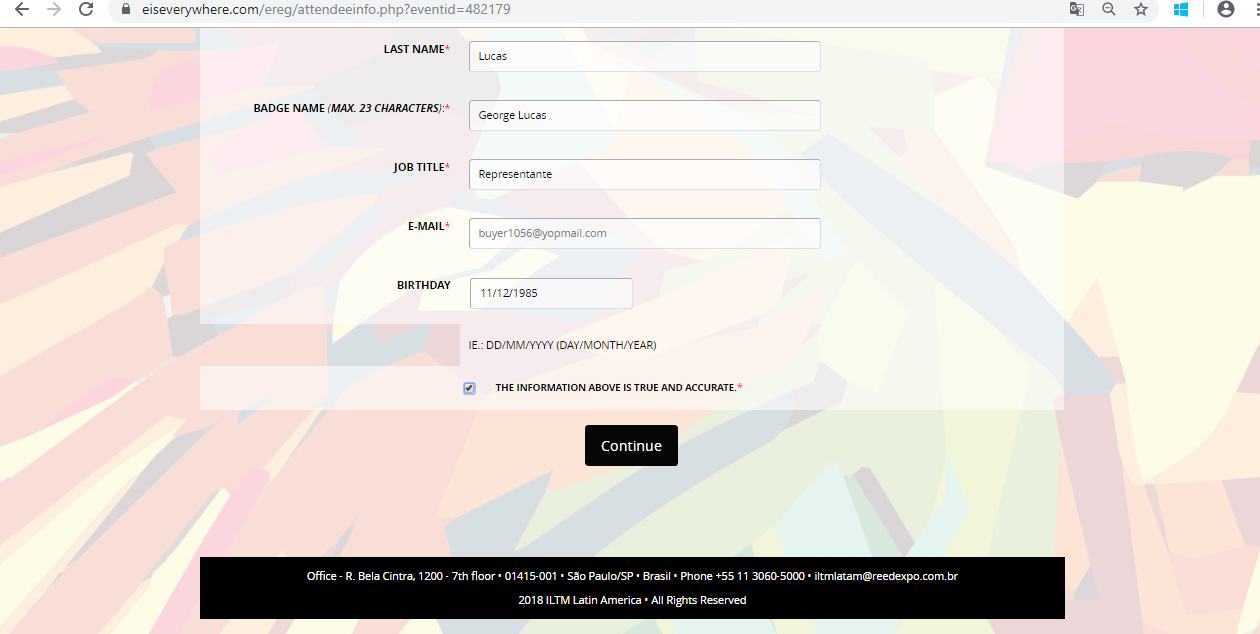 eiseverywhere.com/ereg/attendeeinfo.php?eventid=482179
LAST NAME*
Lucas
BADGE NAME (MAX. 23 CHARACTERS):*
George Lucas
JOB TITLE*
Representante
E-MAIL*
buyer1056@yopmail.com
BIRTHDAY
11/12/1985
IE.: DD/MM/YYYY (DAY/MONTH/YEAR)
THE INFORMATION ABOVE IS TRUE AND ACCURATE.*
Continue
Office - R. Bela Cintra, 1200 - 7th floor • 01415-001 • São Paulo/SP • Brasil • Phone +55 11 3060-5000 • iltmlatam@reedexpo.com.br
2018 ILTM Latin America • All Rights Reserved